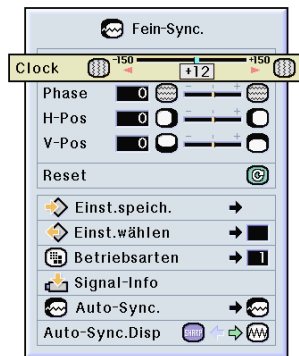 Fein-Sync.
Clock -150 +12 +150
Phase 0 - +
H-Pos 0 - +
V-Pos 0 - +
Reset
Einst.speich.
Einst.wählen
Betriebsarten 1
Signal-Info
Auto-Sync.
Auto-Sync.Disp